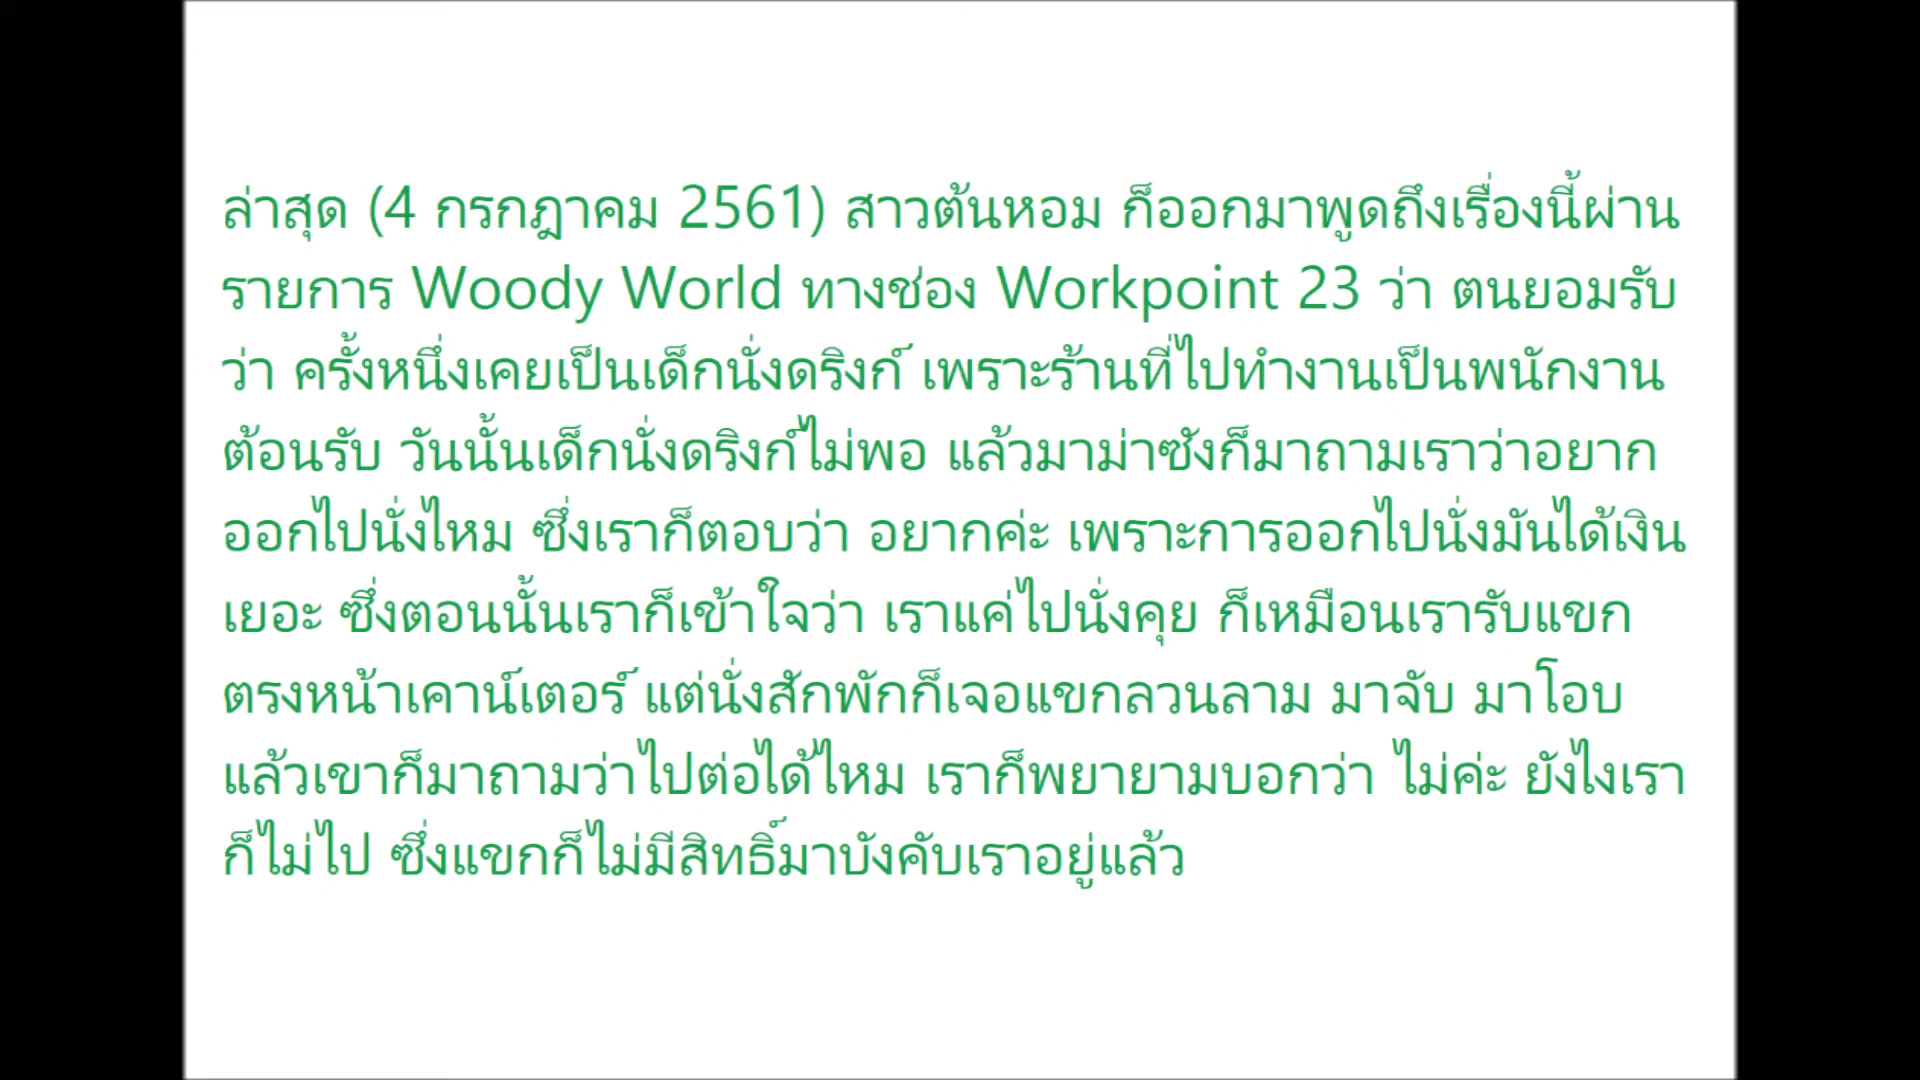 ล่าสุด (4 กรกฎาคม 2561) สาวต้นหอม ก็ออกมาพูดถึงเรื่องนี้ผ่าน
รายการ Woody World ทางช่อง Workpoint 23 ว่า ตนยอมรับ
ว่า ครั้งหนึ่งเคยเป็นเด็กนั่งดริงก์ เพราะร้านที่ไปทำงานเป็นพนักงาน
ต้อนรับ วันนั้นเด็กนั่งดริงก์ไม่พอ แล้วมาม่าซังก็มาถามเราว่าอยาก
ออกไปนั่งไหม ซึ่งเราก็ตอบว่า อยากค่ะ เพราะการออกไปนั่งมันได้เงิน
เยอะ ซึ่งตอนนั้นเราก็เข้าใจว่า เราแค่ไปนั่งคุย ก็เหมือนเรารับแขก
ตรงหน้าเคาน์เตอร์ แต่นั่งสักพักก็เจอแขกลวนลาม มาจับ มาโอบ
แล้วเขาก็มาถามว่าไปต่อได้ไหม เราก็พยายามบอกว่า ไม่ค่ะ ยังไงเรา
ก็ไม่ไป ซึ่งแขกก็ไม่มีสิทธิ์มาบังคับเราอยู่แล้ว